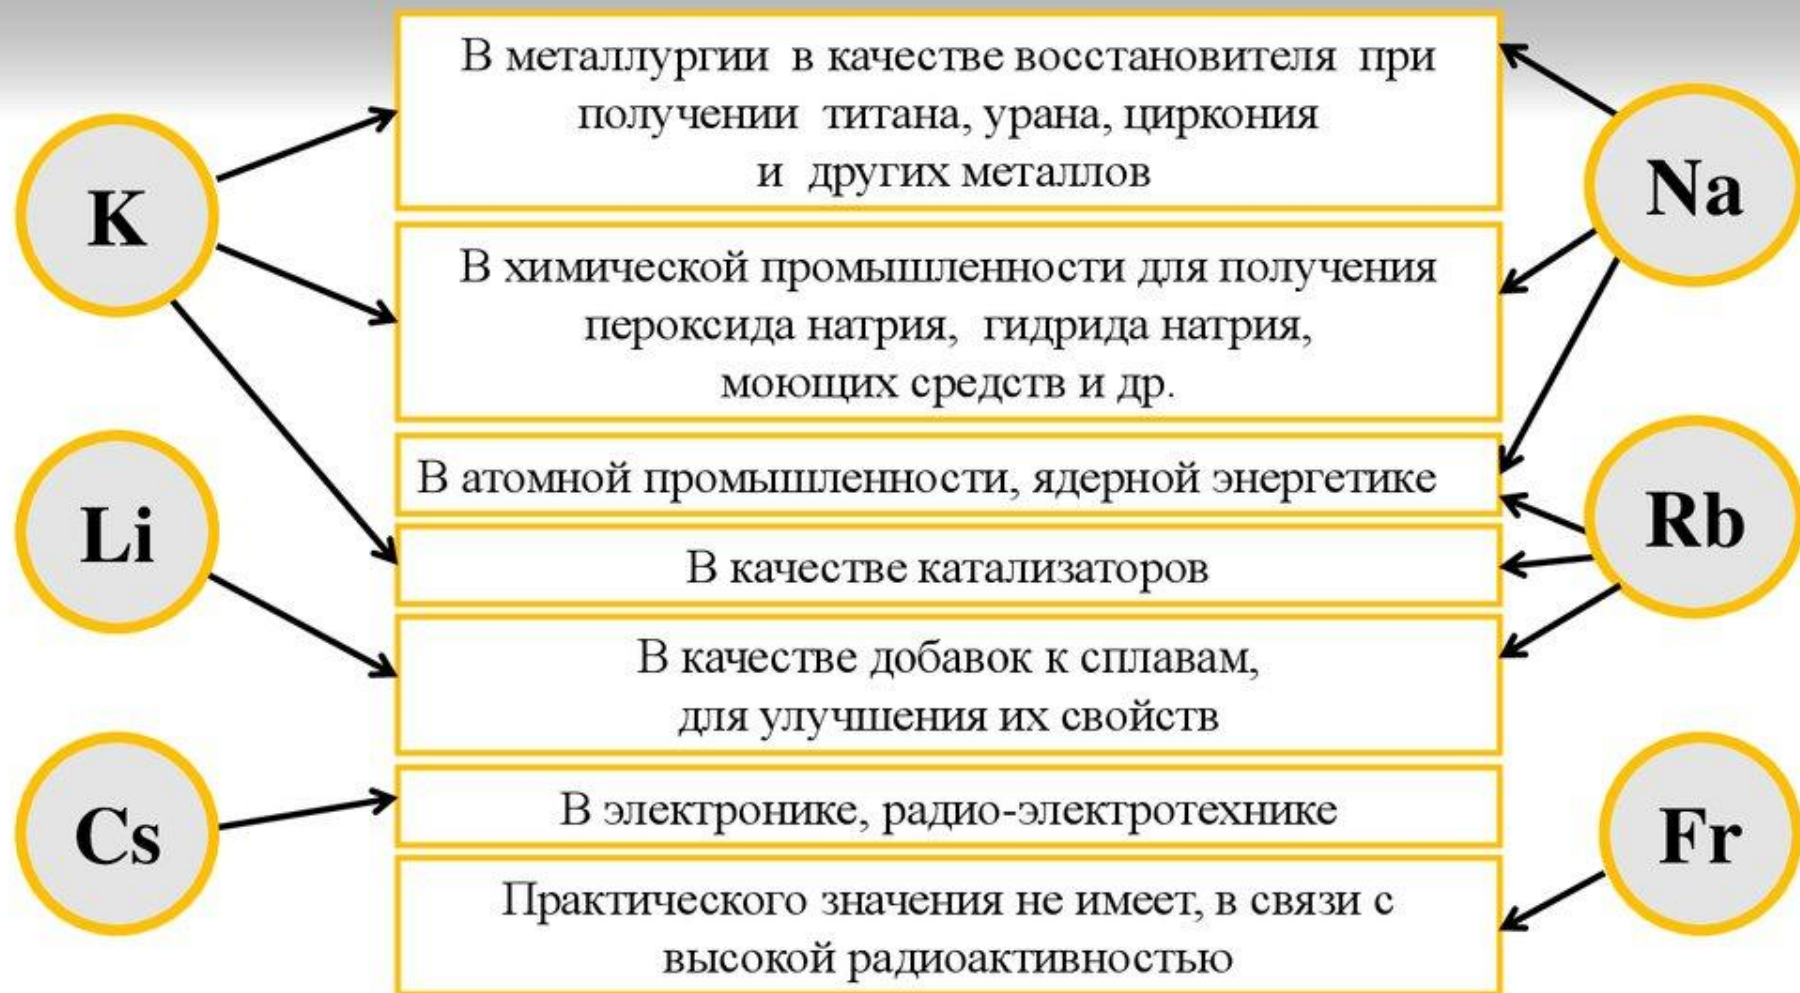 В металлургии в качестве восстановителя при
получении титана, урана, циркония
и других металлов
K
Na
В химической промышленности для получения
пероксида натрия, гидрида натрия,
моющих средств и др.
В атомной промышленности, ядерной энергетике
Li
Rb
В качестве катализаторов
В качестве добавок к сплавам,
для улучшения их свойств
Cs
В электронике, радио-электротехнике
Fr
Практического значения не имеет, в связи с
высокой радиоактивностью